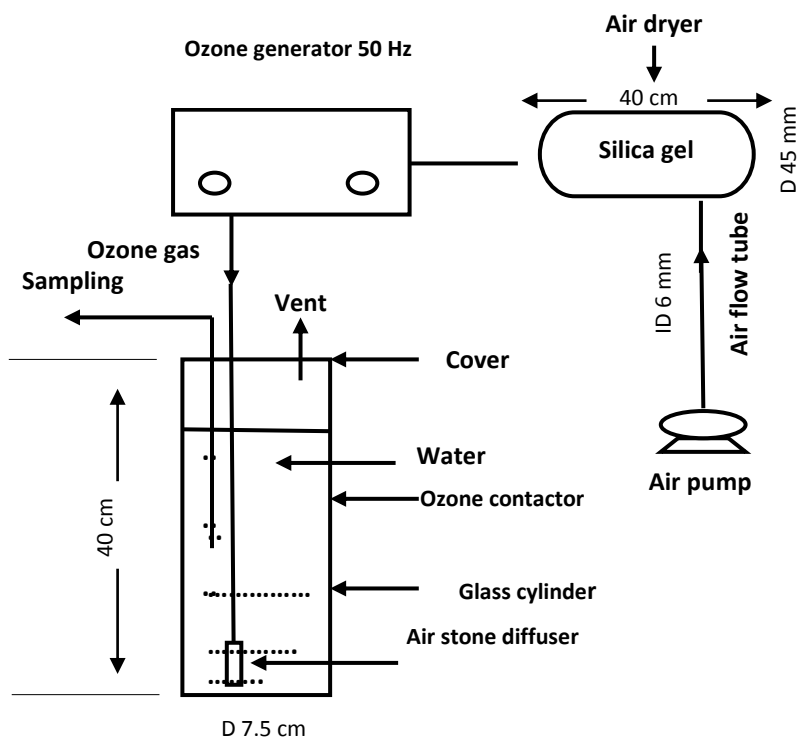 Air dryer
Ozone generator 50 Hz
40 cm
Silica gel
D 45 mm
Ozone gas
Sampling
Vent
ID 6 mm
Air flow tube
Cover
Water
Air pump
Ozone contactor
40 cm
Glass cylinder
Air stone diffuser
D 7.5 cm